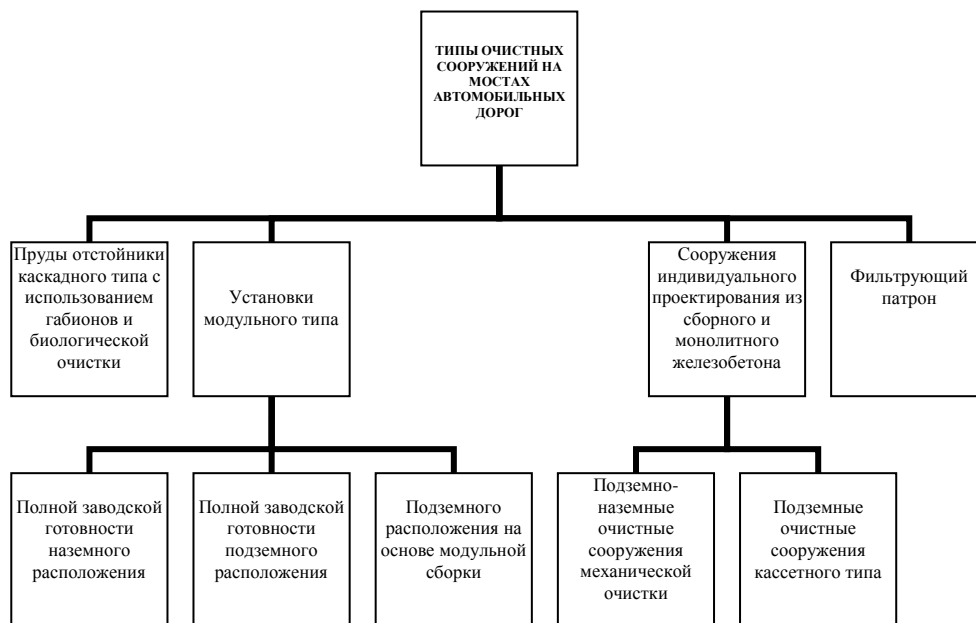 ТИПЫ ОЧИСТНЫХ
СООРУЖЕНИЙ НА
МОСТАХ
АВТОМОБИЛЬНЫХ
ДОРОГ
Пруды отстойники
каскадного типа с
использованием
габионов и
биологической
очистки
Установки
модульного типа
Сооружения
индивидуального
проектирования из
сборного и
монолитного
железобетона
Фильтрующий
патрон
Полной заводской
готовности
наземного
расположения
Полной заводской
готовности
подземного
расположения
Подземного
расположения на
основе модульной
сборки
Подземно-
наземные
очистные
сооружения
механической
очистки
Подземные
очистные
сооружения
кассетного типа